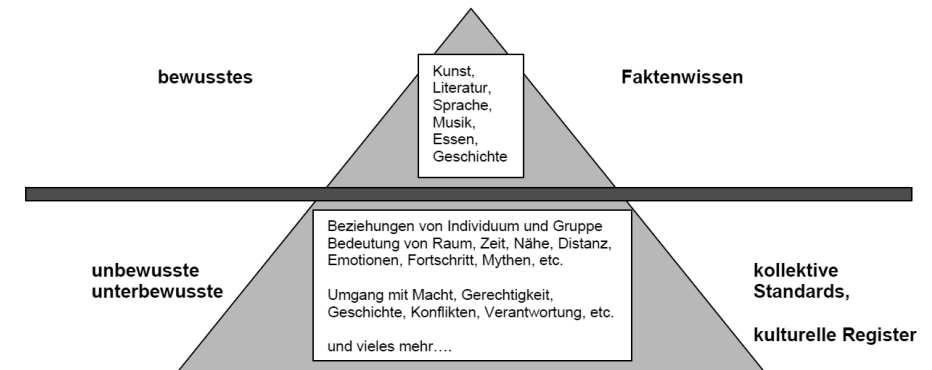 bewusstes
Faktenwissen
Kunst,
Literatur,
Sprache,
Musik,
Essen,
Geschichte
unbewusste
unterbewusste
Beziehungen von Individuum und Gruppe
Bedeutung von Raum, Zeit, Nähe, Distanz,
Emotionen, Fortschritt, Mythen, etc.
Umgang mit Macht, Gerechtigkeit,
Geschichte, Konflikten, Verantwortung, etc.
und vieles mehr….
kollektive
Standards,
kulturelle Register